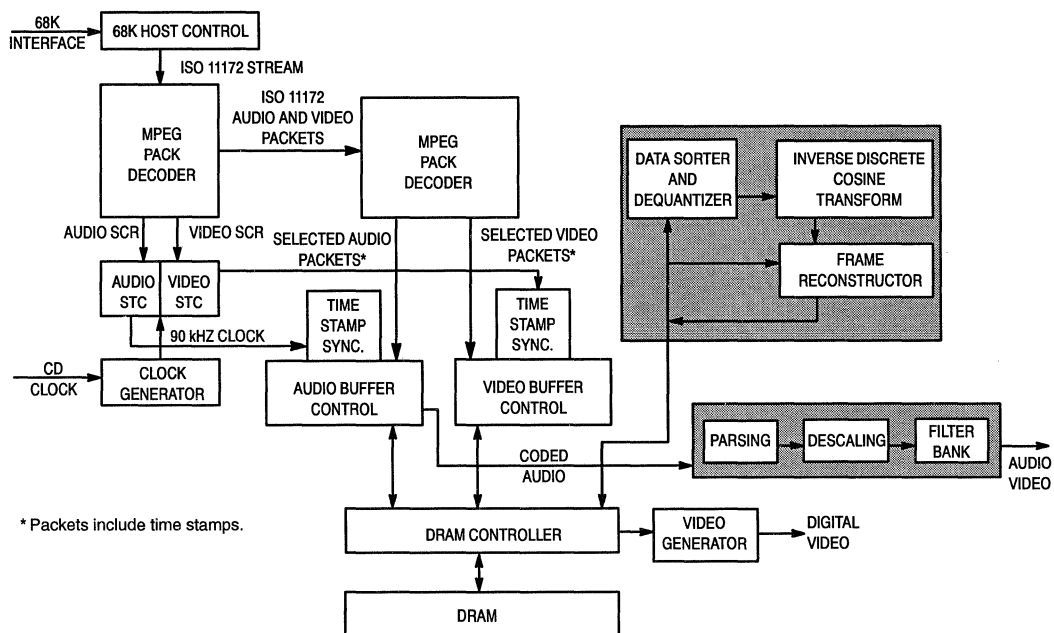 68K
INTERFACE
68K HOST CONTROL
ISO 11172 STREAM
MPEG
PACK
DECODER
ISO 11172
AUDIO AND VIDEO
PACKETS
MPEG
PACK
DECODER
DATA SORTER
AND
DEQUANTIZER
INVERSE DISCRETE
COSINE
TRANSFORM
FRAME
RECONSTRUCTOR
AUDIO SCR
VIDEO SCR
SELECTED AUDIO
PACKETS*
SELECTED VIDEO
PACKETS*
AUDIO
STC
VIDEO
STC
TIME
STAMP
SYNC.
TIME
STAMP
SYNC.
90 kHZ CLOCK
CD
CLOCK
CLOCK
GENERATOR
AUDIO BUFFER
CONTROL
VIDEO BUFFER
CONTROL
CODED
AUDIO
PARSING
DESCALING
FILTER
BANK
AUDIO
VIDEO
* Packets include time stamps.
DRAM CONTROLLER
VIDEO
GENERATOR
DIGITAL
VIDEO
DRAM